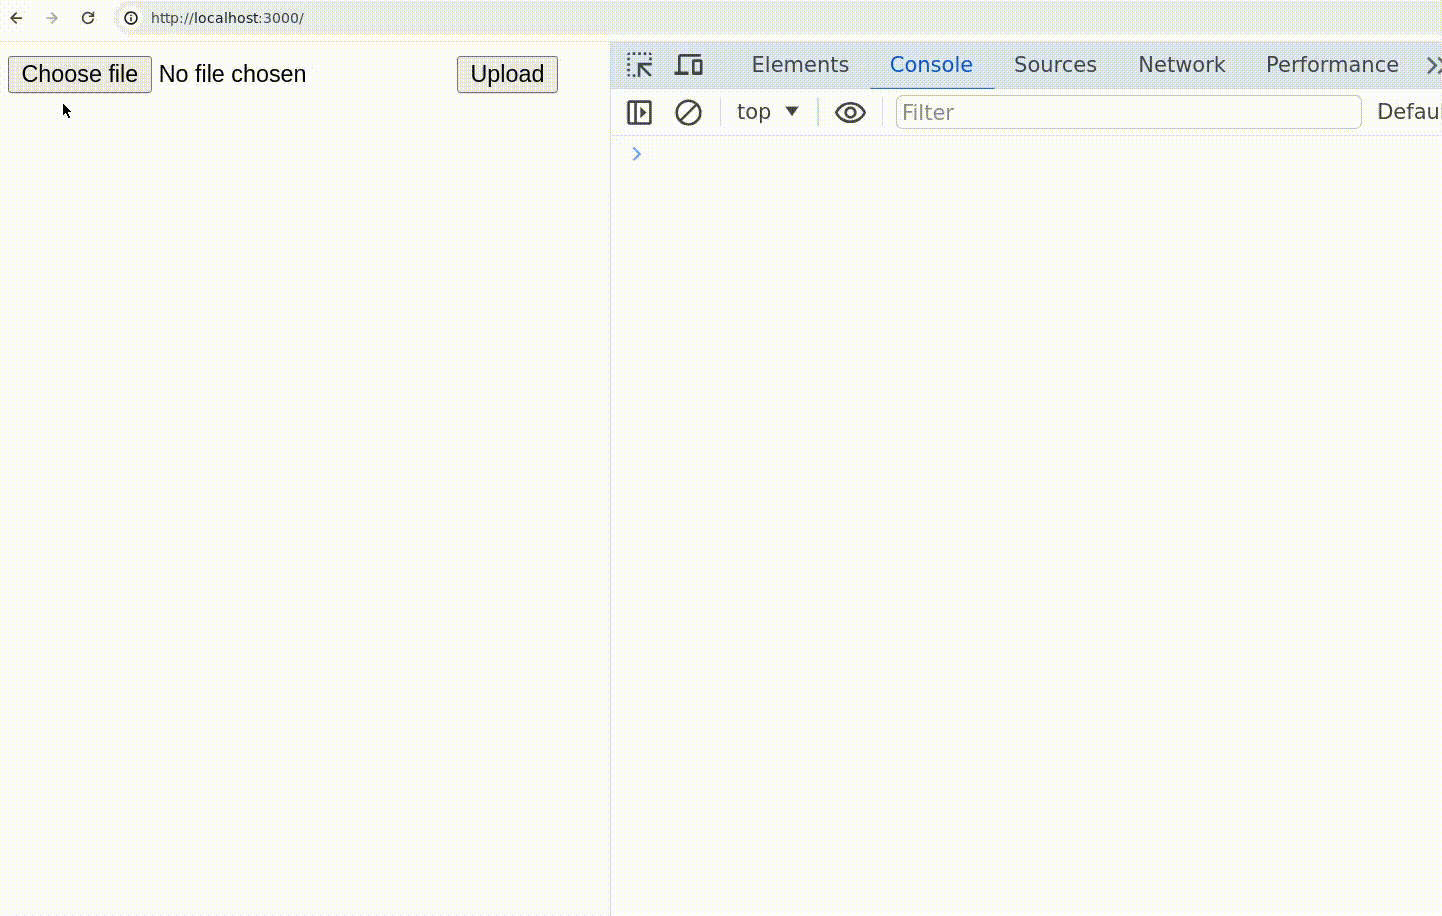 http://localhost:3000/
Choose file No file chosen Upload
Elements Console Sources Network Performance
top Filter Defau